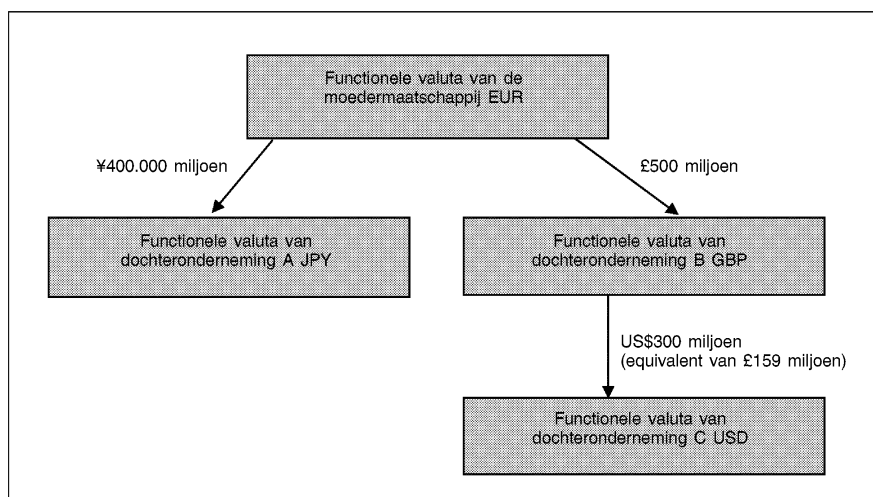 Functionele valuta van de
moedermaatschappij EUR
¥400.000 miljoen
£500 miljoen
Functionele valuta van
dochteronderneming A JPY
Functionele valuta van
dochteronderneming B GBP
US$300 miljoen
(equivalent van £159 miljoen)
Functionele valuta van
dochteronderneming C USD